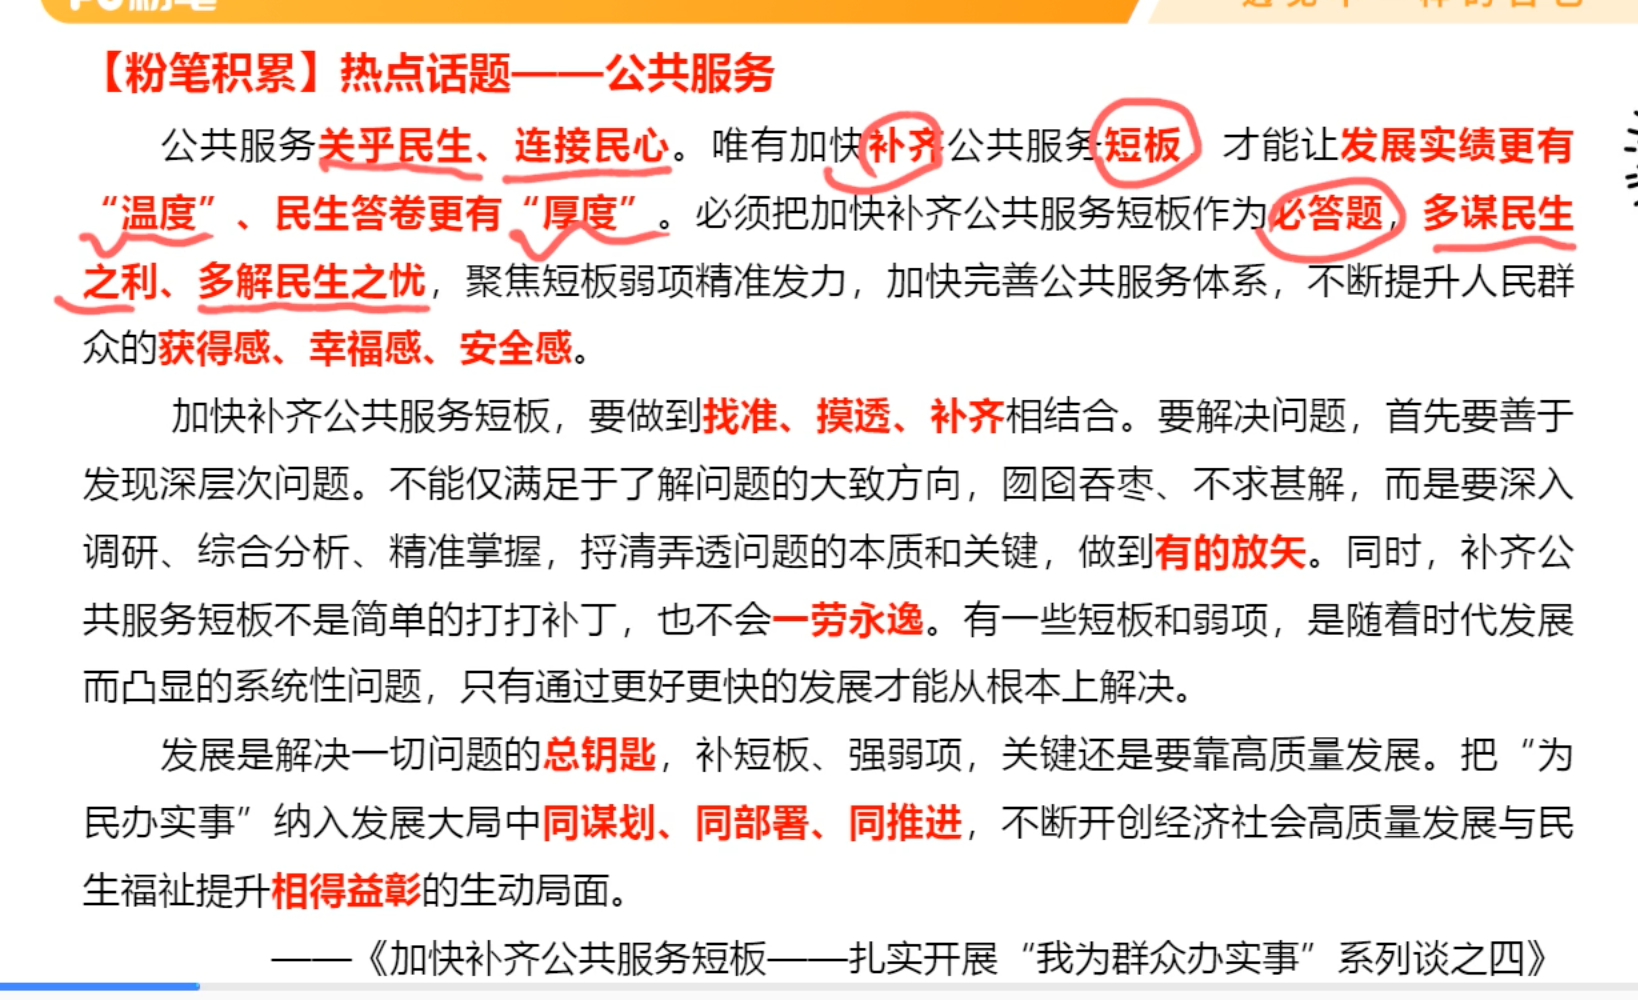 【粉笔积累】热点话题——公共服务
公共服务关乎民生、连接民心。唯有加快补齐公共服务短板 才能让发展实绩更有
“温度”、民生答卷更有“厚度”。必须把加快补齐公共服务短板作为必答题，多谋民生
之利、多解民生之忧，聚焦短板弱项精准发力，加快完善公共服务体系，不断提升人民群
众的获得感、幸福感、安全感。
加快补齐公共服务短板，要做到找准、摸透、补齐相结合。要解决问题，首先要善于
发现深层次问题。不能仅满足于了解问题的大致方向，囫囵吞枣、不求甚解，而是要深入
调研、综合分析、精准掌握，捋清弄透问题的本质和关键，做到有的放矢。同时，补齐公
共服务短板不是简单的打打补丁，也不会一劳永逸。有一些短板和弱项，是随着时代发展
而凸显的系统性问题，只有通过更好更快的发展才能从根本上解决。
发展是解决一切问题的总钥匙，补短板、强弱项，关键还是要靠高质量发展。把“为
民办实事”纳入发展大局中同谋划、同部署、同推进，不断开创经济社会高质量发展与民
生福祉提升相得益彰的生动局面。
——《加快补齐公共服务短板——扎实开展“我为群众办实事”系列谈之四》